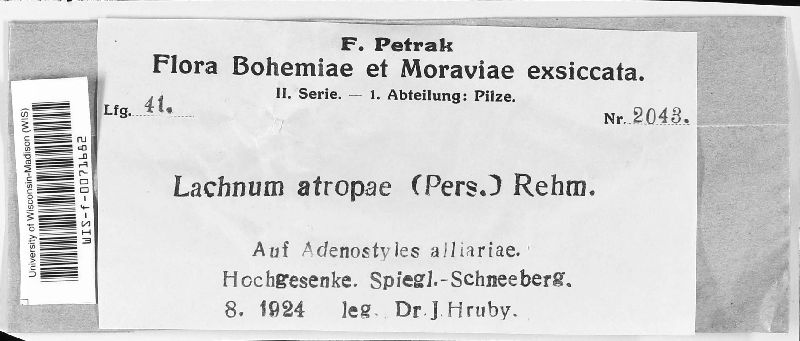 F. Petrak
Flora Bohemiae et Moraviae exsiccata.
II. Serie. — 1. Abteilung: Pilze.
Lfg. 41.
Nr. 2043.
Lachnum atropae (Pers.) Rehm.
Auf Adenostyles alliariae.
Hochgesenke. Spiegl.-Schneeberg.
8. 1924 leg. Dr. J. Hruby.
University of Wisconsin-Madison (WIS)
WIS-f-0071662